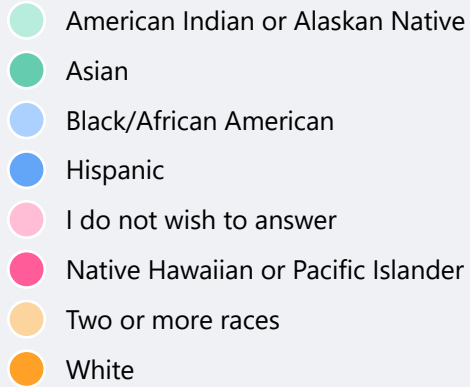 American Indian or Alaskan Native
Asian
Black/African American
Hispanic
I do not wish to answer
Native Hawaiian or Pacific Islander
Two or more races
White